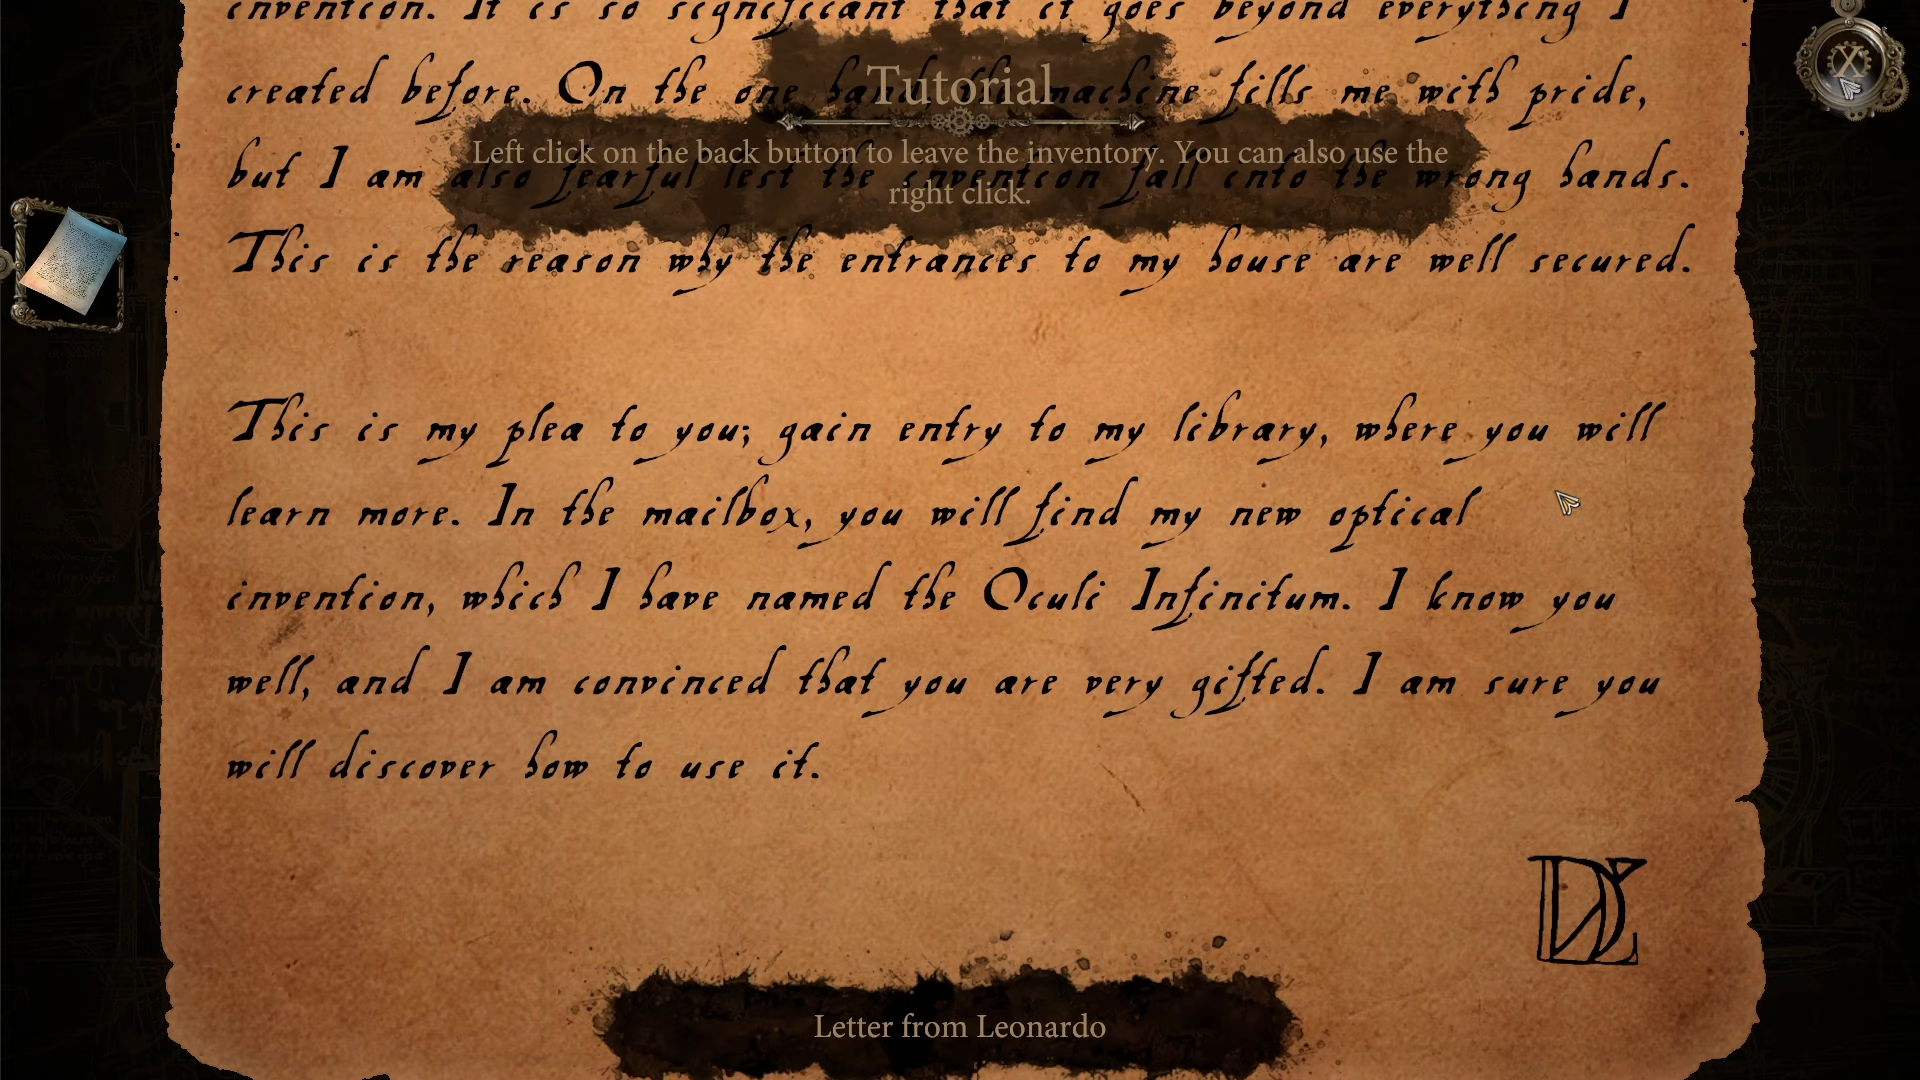 invention. It is so significant that it goes beyond everything I
Tutorial
created before. On the one hand, the machine fills me with pride,
Left click on the back button to leave the inventory. You can also use the
right click.
but I am also fearful lest the invention fall into the wrong hands.
This is the reason why the entrances to my house are well secured.
This is my plea to you; gain entry to my library, where you will
learn more. In the mailbox, you will find my new optical
invention, which I have named the Oculi Infinitum. I know you
well, and I am convinced that you are very gifted. I am sure you
will discover how to use it.
Letter from Leonardo